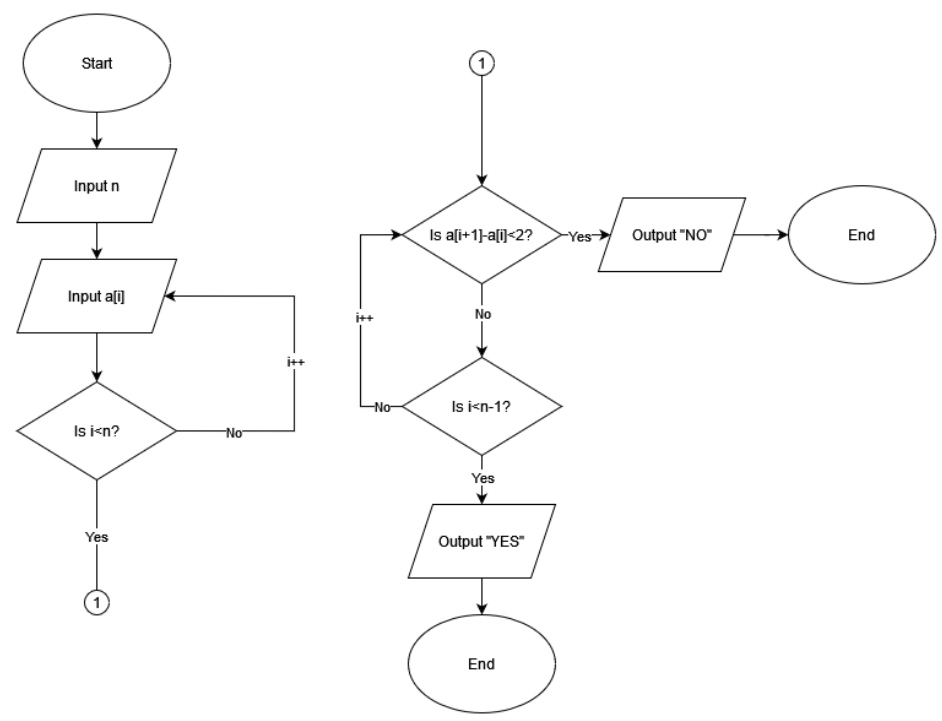 Start
Input n
Input a[i]
i++
Is i<n?
No
Yes
1
1
Is a[i+1]-a[i]<2?
Yes
Output "NO"
End
No
i++
Is i<n-1?
No
Yes
Output "YES"
End